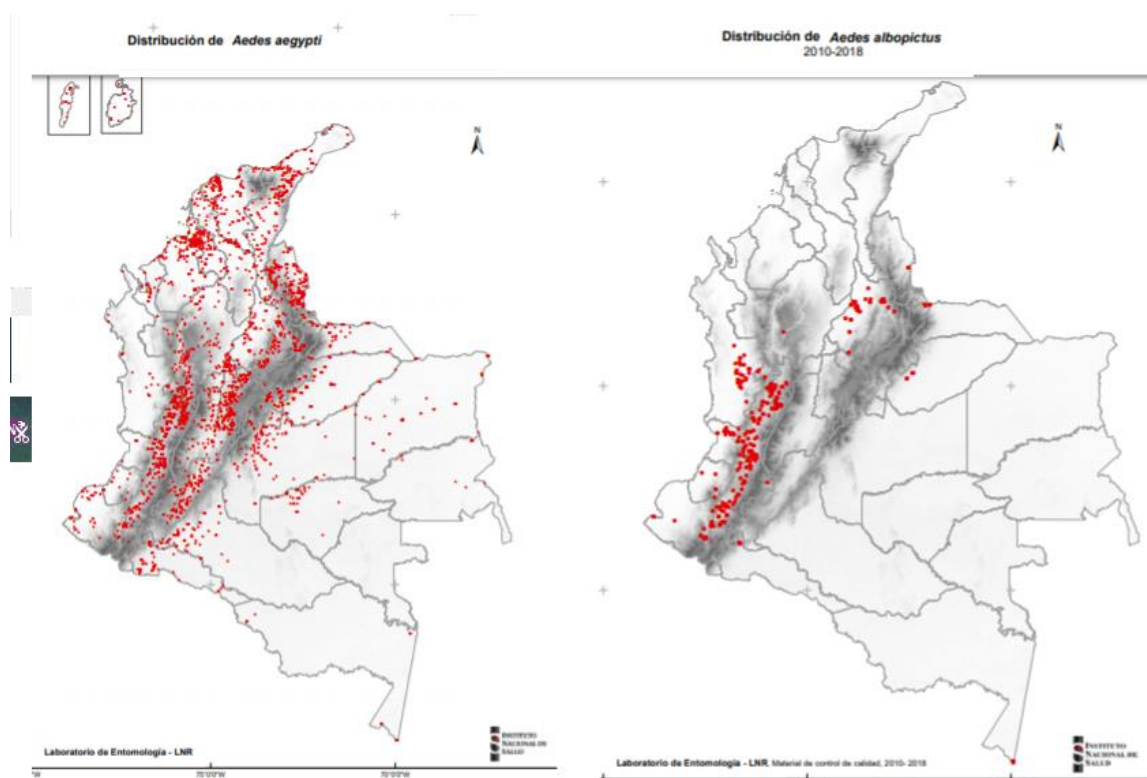 Distribución de Aedes aegypti
N
Laboratorio de Entomología - LNR
INSTITUTO
NACIONAL DE
SALUD
Distribución de Aedes albopictus
2010-2018
N
Laboratorio de Entomología - LNR, Material de control de calidad, 2010- 2018
INSTITUTO
NACIONAL DE
SALUD